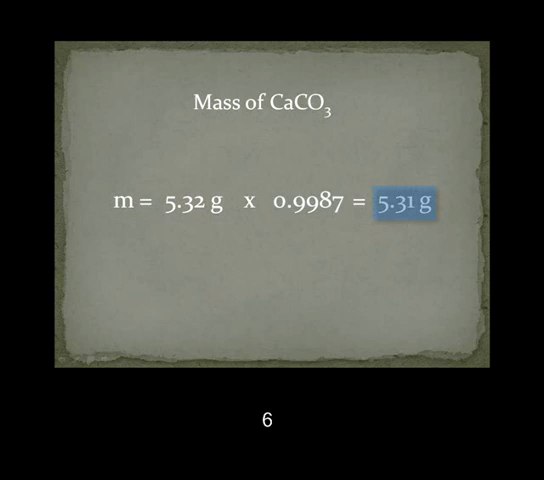 Mass of CaCO₃
m = 5.32 g x 0.9987 = 5.31 g
6